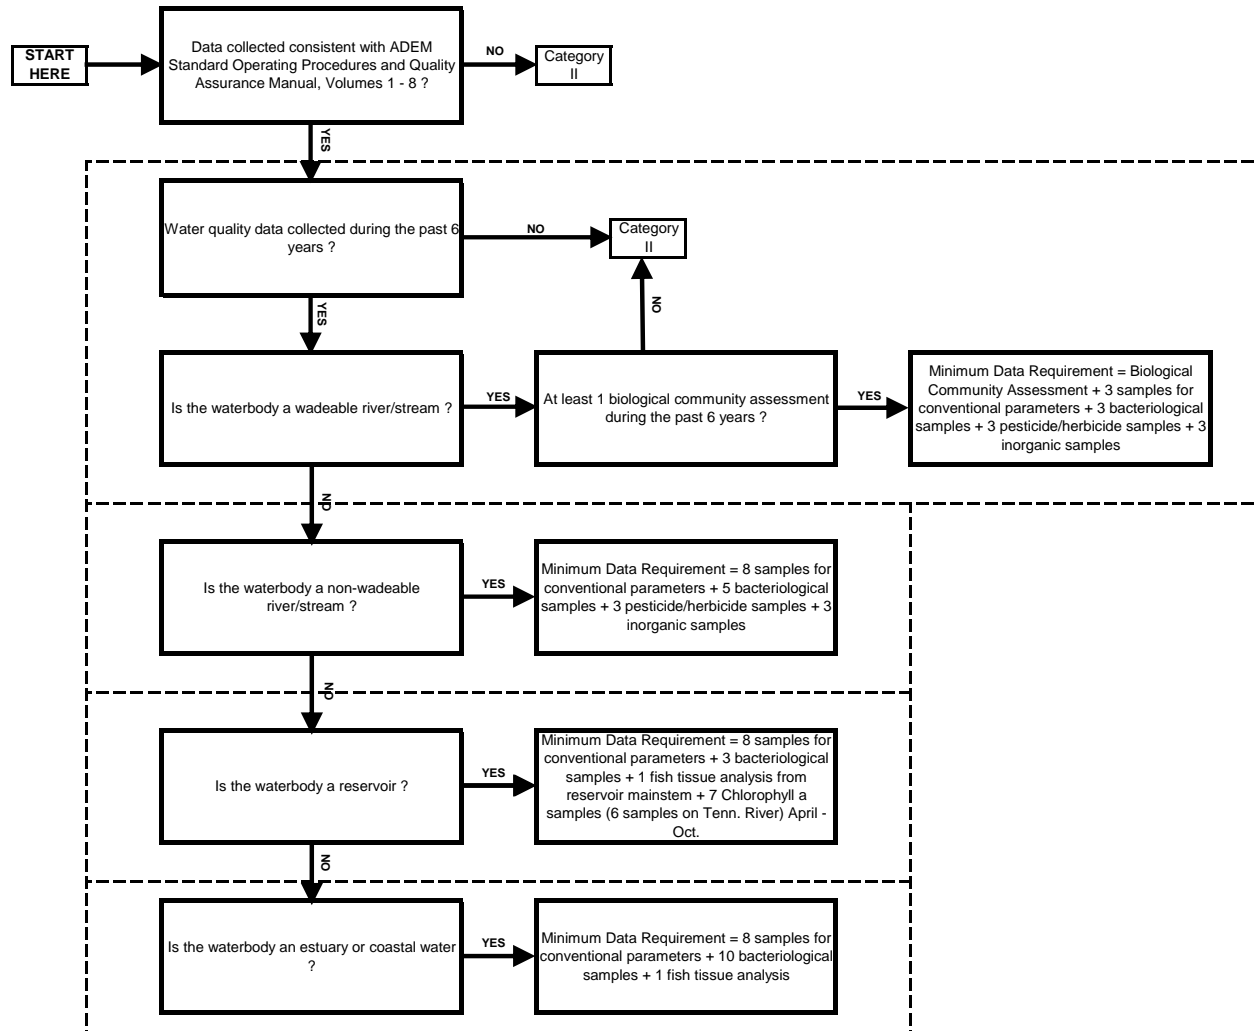 START
HERE
Data collected consistent with ADEM
Standard Operating Procedures and Quality
Assurance Manual, Volumes 1 - 8 ?
NO
Category
II
YES
Water quality data collected during the past 6
years ?
NO
Category
II
YES
NO
Is the waterbody a wadeable river/stream ?
YES
At least 1 biological community assessment
during the past 6 years ?
YES
Minimum Data Requirement = Biological
Community Assessment + 3 samples for
conventional parameters + 3 bacteriological
samples + 3 pesticide/herbicide samples + 3
inorganic samples
NO
Is the waterbody a non-wadeable
river/stream ?
YES
Minimum Data Requirement = 8 samples for
conventional parameters + 5 bacteriological
samples + 3 pesticide/herbicide samples + 3
inorganic samples
NO
Is the waterbody a reservoir ?
YES
Minimum Data Requirement = 8 samples for
conventional parameters + 3 bacteriological
samples + 1 fish tissue analysis from
reservoir mainstem + 7 Chlorophyll a
samples (6 samples on Tenn. River) April -
Oct.
NO
Is the waterbody an estuary or coastal water
?
YES
Minimum Data Requirement = 8 samples for
conventional parameters + 10 bacteriological
samples + 1 fish tissue analysis